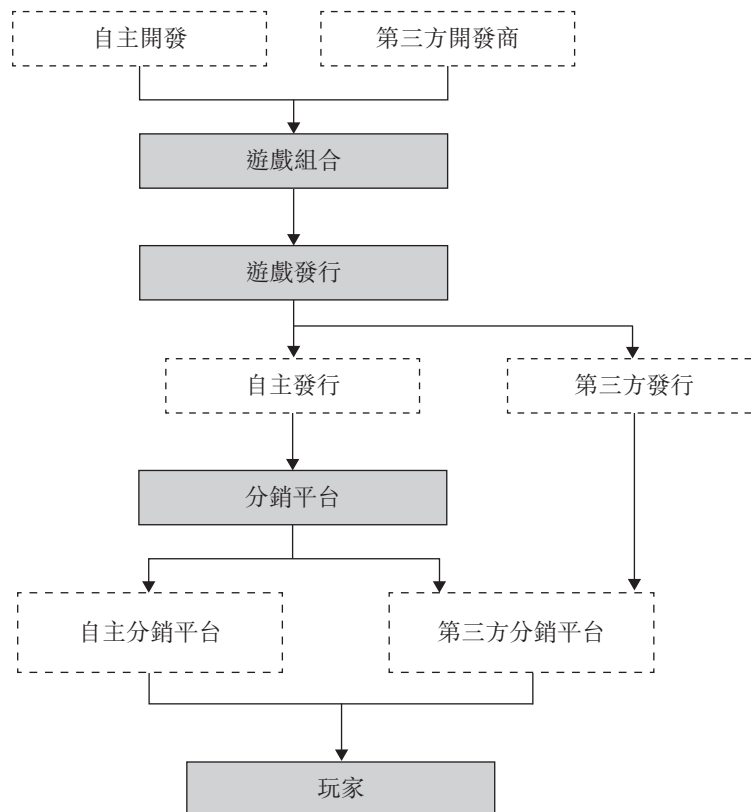 自主開發
第三方開發商
遊戲組合
遊戲發行
自主發行
第三方發行
分銷平台
自主分銷平台
第三方分銷平台
玩家